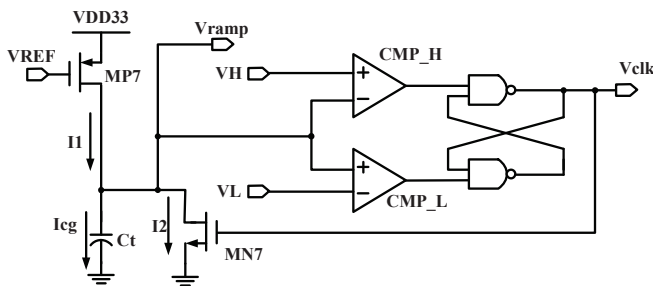 VDD33
Vramp
VREF
MP7
VH
CMP_H
+
−
Vclk
I1
+
−
VL
CMP_L
Icg
Ct
I2
MN7